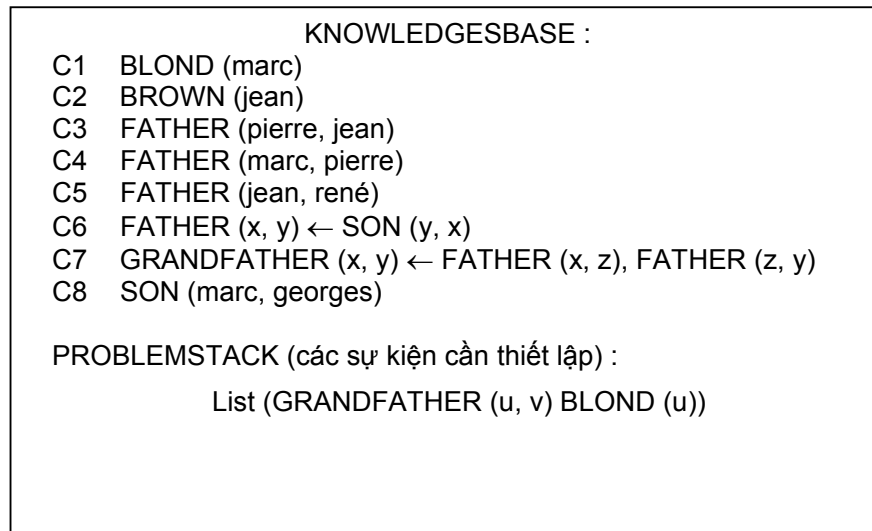 KNOWLEDGESBASE :
C1 BLOND (marc)
C2 BROWN (jean)
C3 FATHER (pierre, jean)
C4 FATHER (marc, pierre)
C5 FATHER (jean, rené)
C6 FATHER (x, y) ← SON (y, x)
C7 GRANDFATHER (x, y) ← FATHER (x, z), FATHER (z, y)
C8 SON (marc, georges)
PROBLEMSTACK (các sự kiện cần thiết lập) :
List (GRANDFATHER (u, v) BLOND (u))